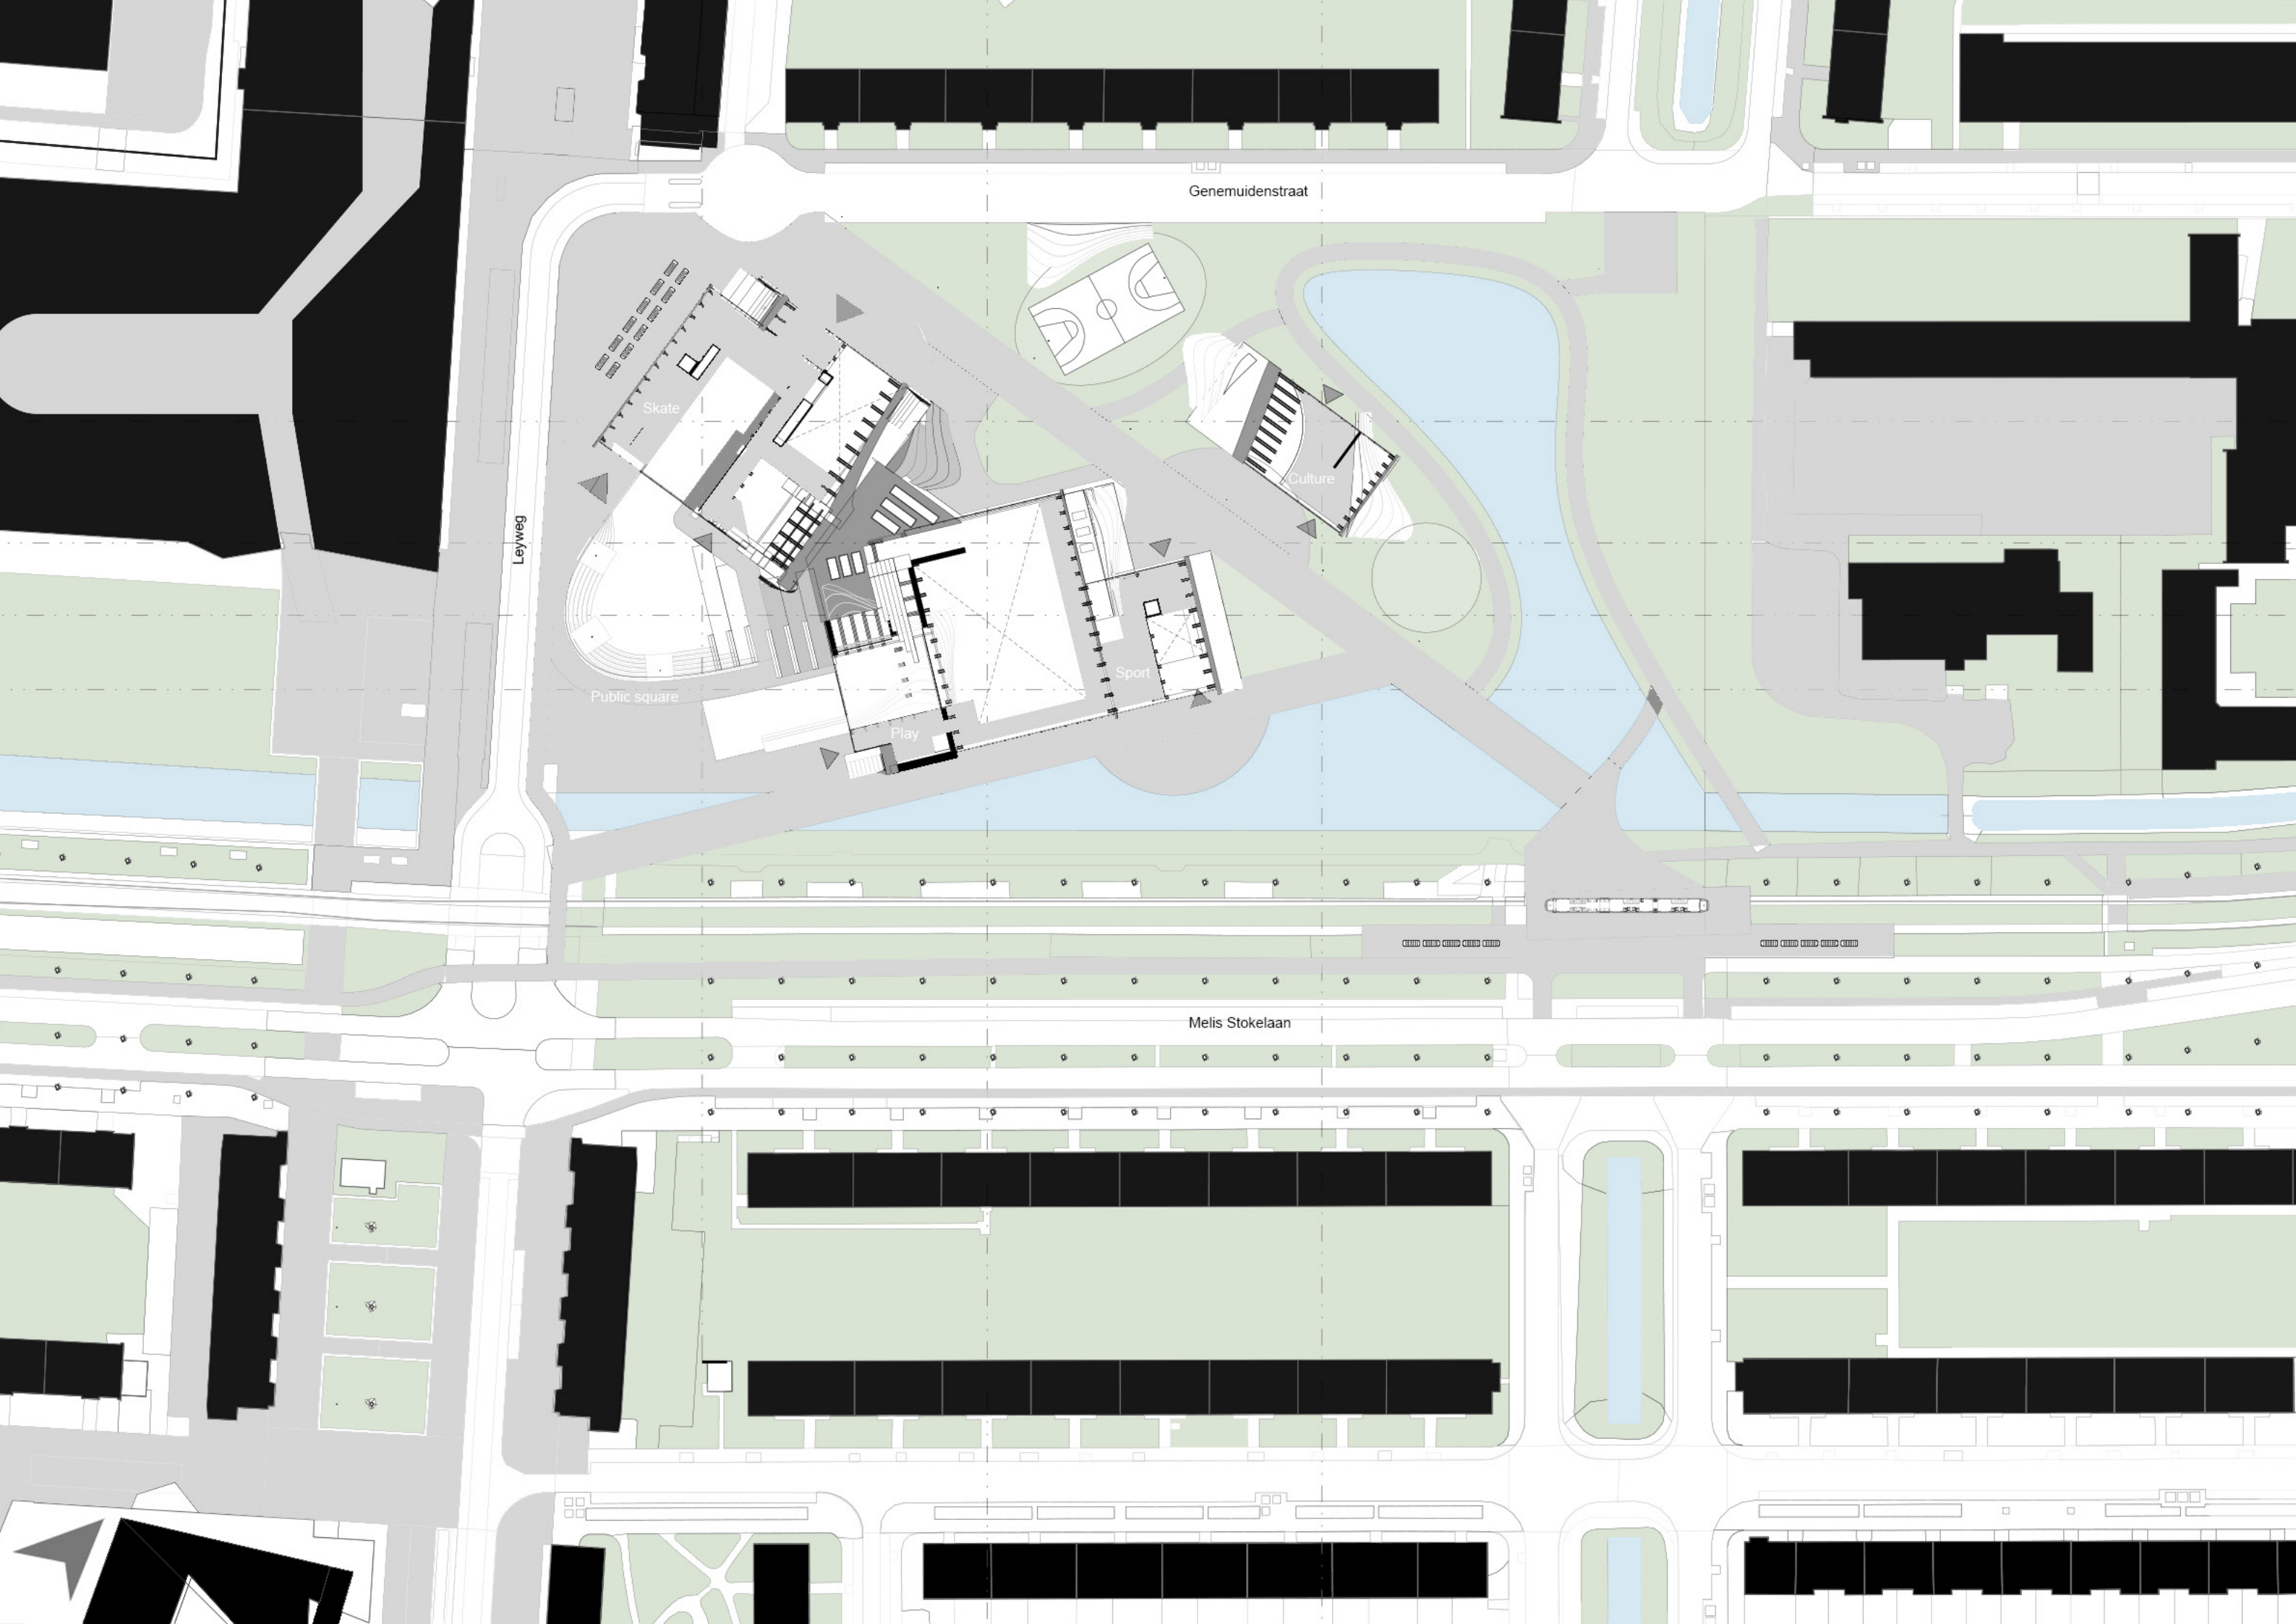 Genemuidenstraat
Skate
Culture
Leyweg
Sport
Public square
Play
Melis Stokelaan